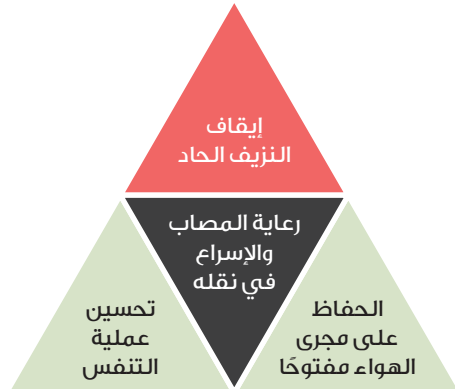 إيقاف
النزيف الحاد
رعاية المصاب
والإسراع
في نقله
الحفاظ
على مجرى
الهواء مفتوحًا
تحسين
عملية
التنفس